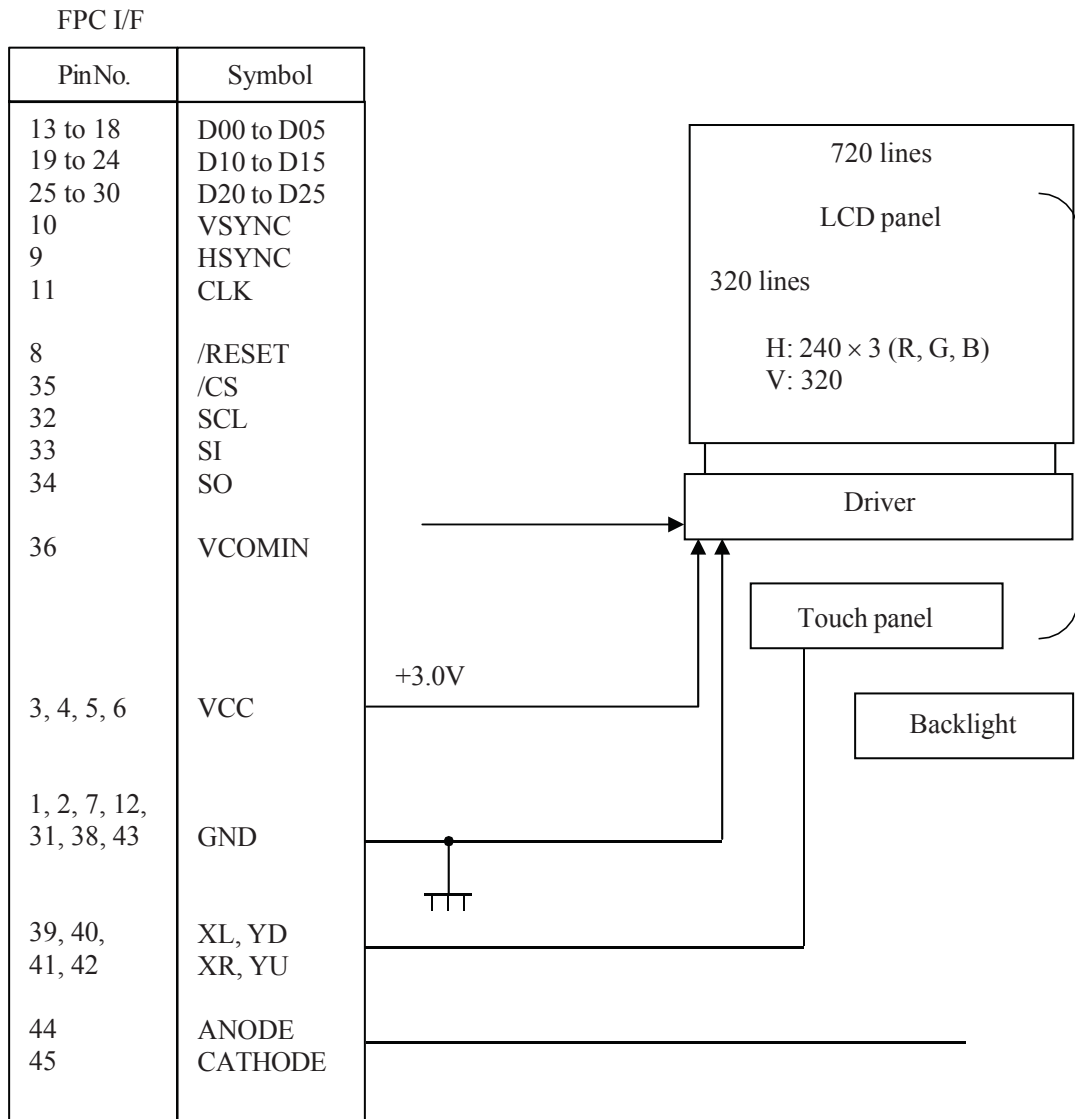 FPC I/F
PinNo. Symbol
13 to 18 D00 to D05
19 to 24 D10 to D15
25 to 30 D20 to D25
10 VSYNC
9 HSYNC
11 CLK
8 /RESET
35 /CS
32 SCL
33 SI
34 SO
36 VCOMIN
3, 4, 5, 6 VCC
1, 2, 7, 12,
31, 38, 43 GND
39, 40, XL, YD
41, 42 XR, YU
44 ANODE
45 CATHODE
+3.0V
720 lines
LCD panel
320 lines
H: 240 × 3 (R, G, B)
V: 320
Driver
Touch panel
Backlight